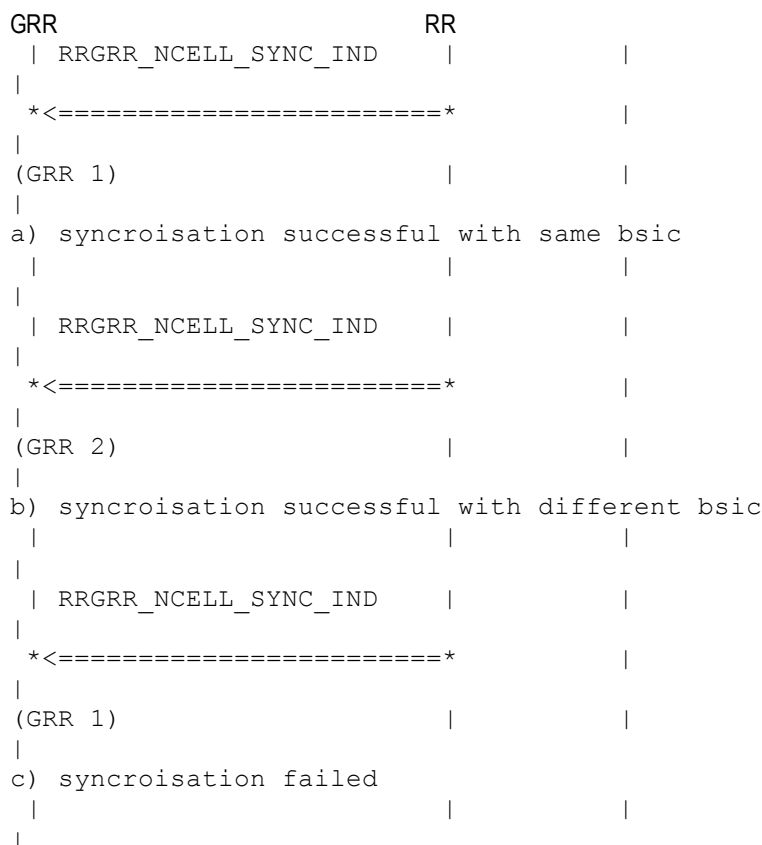 GRR RR
| RRGRR_NCELL_SYNC_IND | |
|
*<========================* |
|
(GRR 1) | |
|
a) syncroisation successful with same bsic
| | |
|
| RRGRR_NCELL_SYNC_IND | |
|
*<========================* |
|
(GRR 2) | |
|
b) syncroisation successful with different bsic
| | |
|
| RRGRR_NCELL_SYNC_IND | |
|
*<========================* |
|
(GRR 1) | |
|
c) syncroisation failed
| | |
|